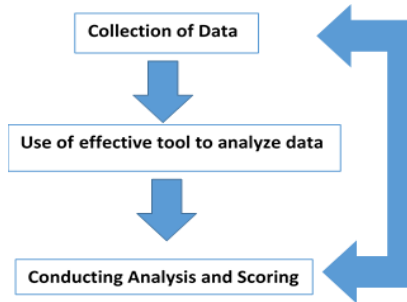 Collection of Data
Use of effective tool to analyze data
Conducting Analysis and Scoring